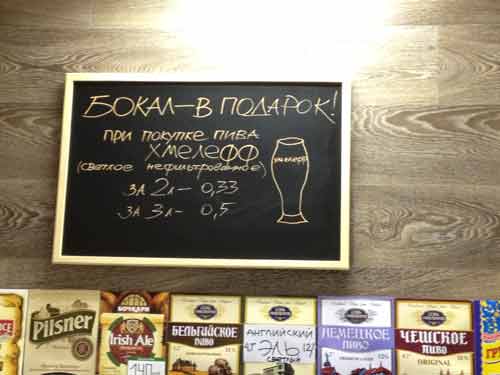 БОКАЛ-В ПОДАРОК!
при покупке пива
ХМЕЛЕФФ
(светлое нефильтрованное)
за 2л- 0,33
за 3л- 0,5
ХМЕЛЕФФ
Pilsner
БОЧКАРИ
Irish Ale
140
БЕЛЬГИЙСКОЕ
ПИВО
АНГЛИЙСКИЙ
ЭЛЬ
светлый
НЕМЕЦКОЕ
ПИВО
ЧЕШСКОЕ
ПИВО
ORIGINAL